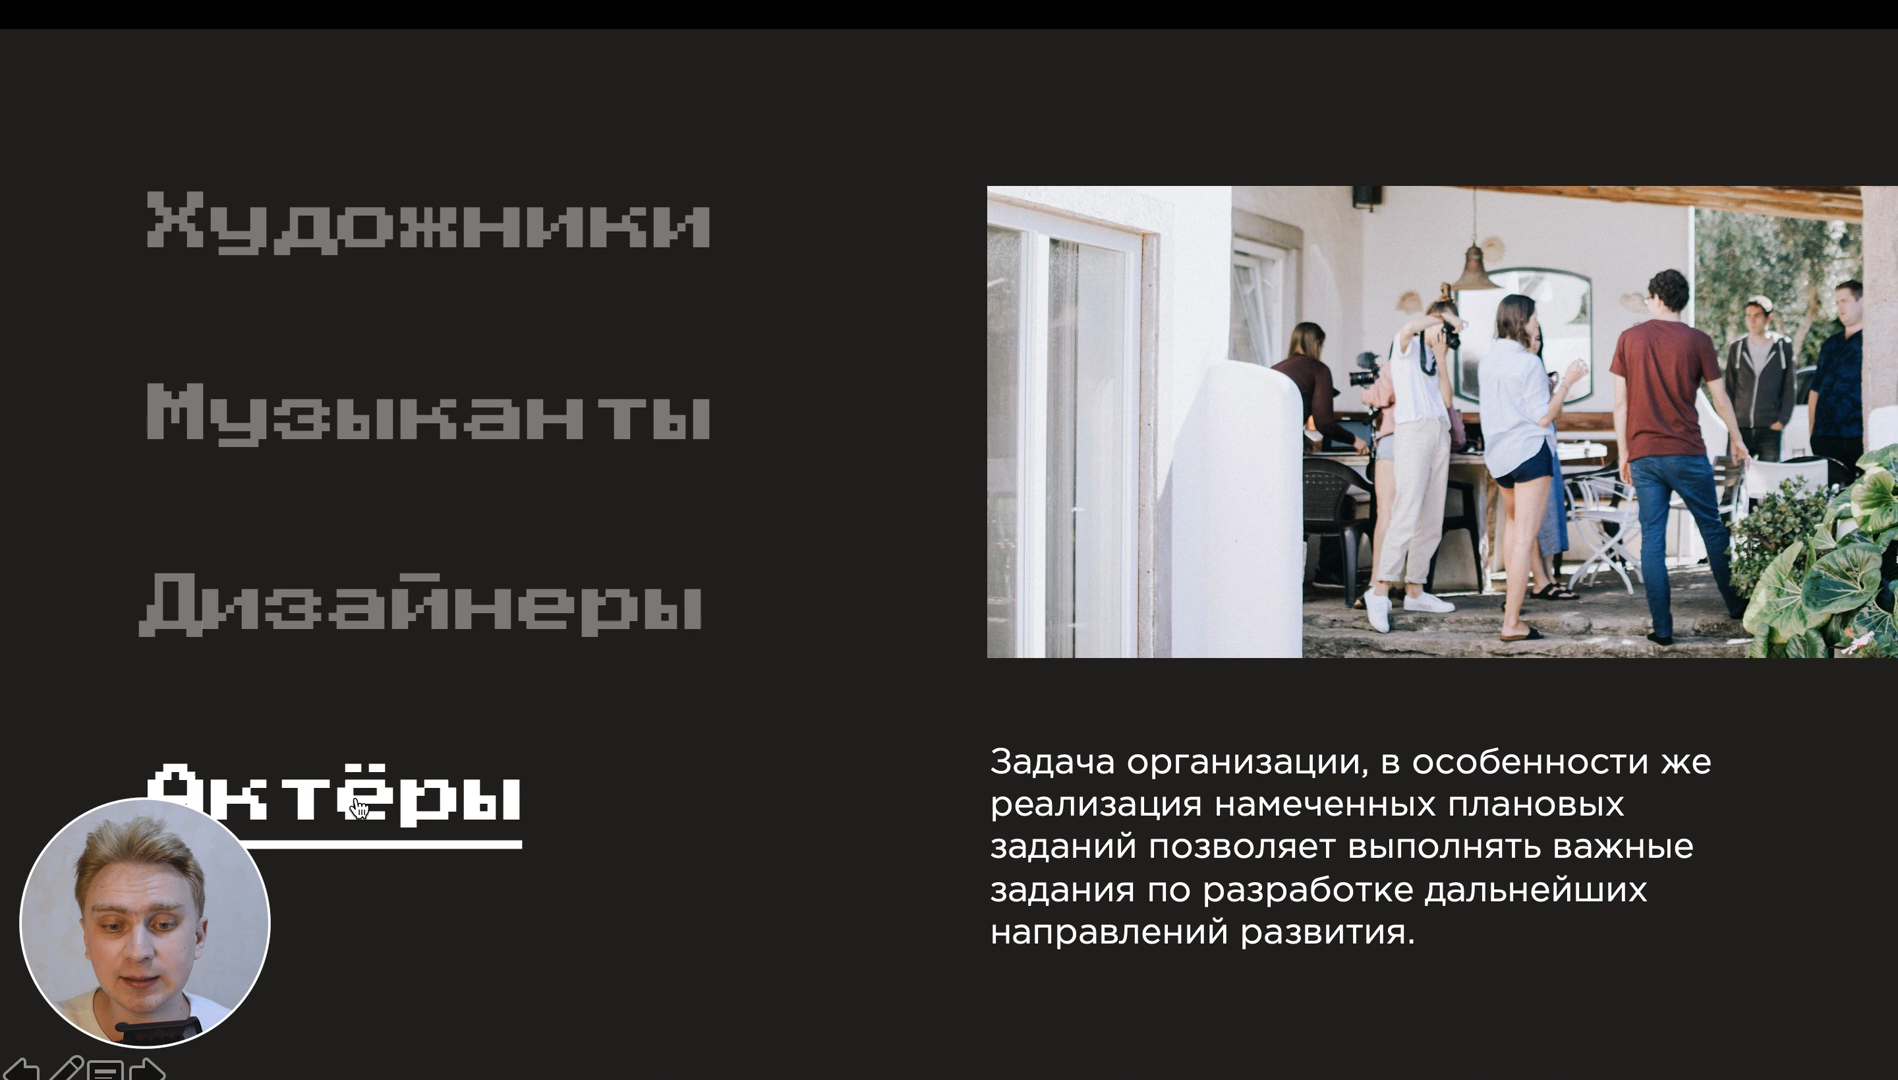 Художники
Музыканты
Дизайнеры
Актёры
Задача организации, в особенности же
реализация намеченных плановых
заданий позволяет выполнять важные
задания по разработке дальнейших
направлений развития.